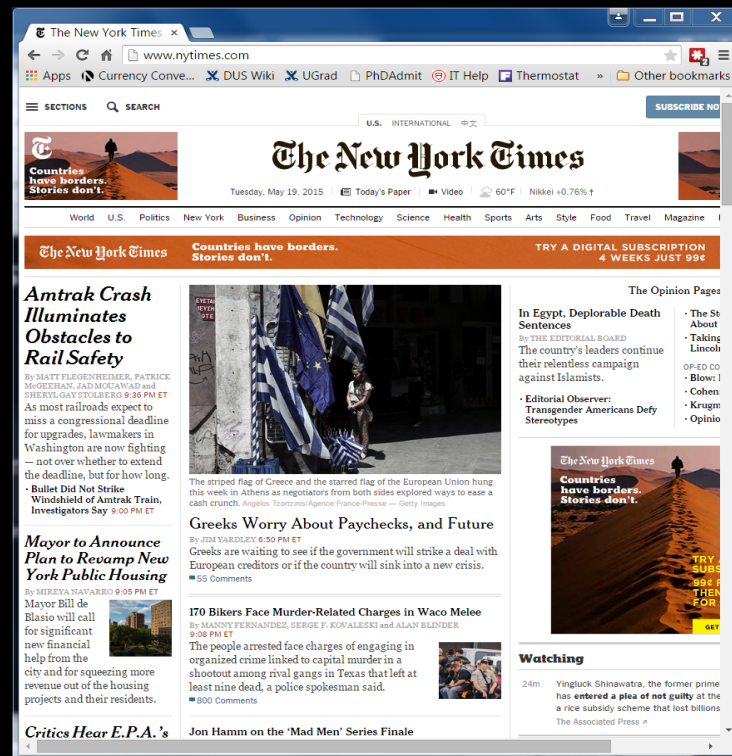 The New York Times
www.nytimes.com
Apps Currency Conve... DUS Wiki UGrad PhDAdmit IT Help Thermostat » Other bookmarks
SECTIONS SEARCH
SUBSCRIBE NO
U.S. INTERNATIONAL 中文
Countries
have borders.
Stories don't.
The New York Times
Tuesday, May 19, 2015 Today's Paper Video 60°F Nikkei +0.76% ↑
World U.S. Politics New York Business Opinion Technology Science Health Sports Arts Style Food Travel Magazine
The New York Times
Countries have borders.
Stories don't.
TRY A DIGITAL SUBSCRIPTION
4 WEEKS JUST 99¢
Amtrak Crash
Illuminates
Obstacles to
Rail Safety
By MATT FLEGENHEIMER, PATRICK
McGEEHAN, JAD MOUAWAD and
SHERYL GAY STOLBERG 9:36 PM ET
As most railroads expect to
miss a congressional deadline
for upgrades, lawmakers in
Washington are now fighting
— not over whether to extend
the deadline, but for how long.
· Bullet Did Not Strike
Windshield of Amtrak Train,
Investigators Say 9:00 PM ET
Mayor to Announce
Plan to Revamp New
York Public Housing
By MIREYA NAVARRO 9:05 PM ET
Mayor Bill de
Blasio will call
for significant
new financial
help from the
city and for squeezing more
revenue out of the housing
projects and their residents.
Critics Hear E.P.A.'s
The striped flag of Greece and the starred flag of the European Union hung
this week in Athens as negotiators from both sides explored ways to ease a
cash crunch. Angelos Tzortzinis/Agence France-Presse — Getty Images
Greeks Worry About Paychecks, and Future
By JIM YARDLEY 6:50 PM ET
Greeks are waiting to see if the government will strike a deal with
European creditors or if the country will sink into a new crisis.
55 Comments
170 Bikers Face Murder-Related Charges in Waco Melee
By MANNY FERNANDEZ, SERGE F. KOVALESKI and ALAN BLINDER
9:08 PM ET
The people arrested face charges of engaging in
organized crime linked to capital murder in a
shootout among rival gangs in Texas that left at
least nine dead, a police spokesman said.
800 Comments
Jon Hamm on the 'Mad Men' Series Finale
The Opinion Pages
In Egypt, Deplorable Death
Sentences
By THE EDITORIAL BOARD
The country's leaders continue
their relentless campaign
against Islamists.
· Editorial Observer:
Transgender Americans Defy
Stereotypes
· The St
About
· Taking
Lincol
OP-ED CO
· Blow:
· Cohen
· Krugm
· Opinio
The New York Times
Countries
have borders.
Stories don't.
TRY
SUBS
99¢
THEN
FOR
GET
Watching
24m Yingluck Shinawatra, the former prime
has entered a plea of not guilty at the
a rice subsidy scheme that lost billions
The Associated Press